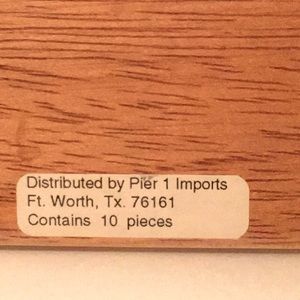 Distributed by Pier 1 Imports
Ft. Worth, Tx. 76161
Contains 10 pieces